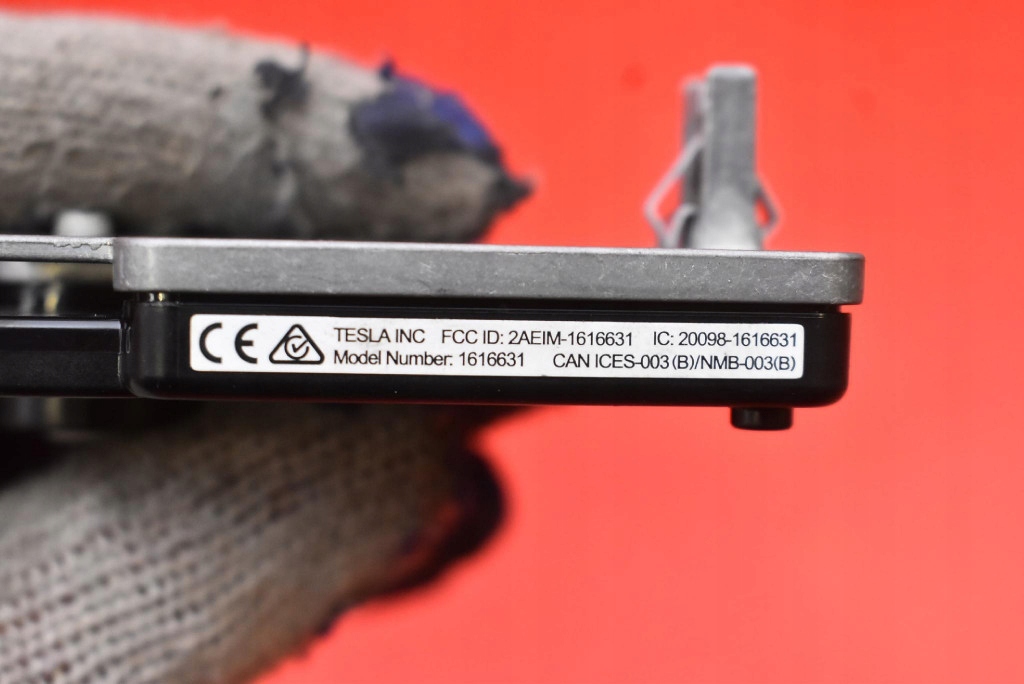 CE TESLA INC FCC ID: 2AEIM-1616631 IC: 20098-1616631
Model Number: 1616631 CAN ICES-003(B)/NMB-003(B)